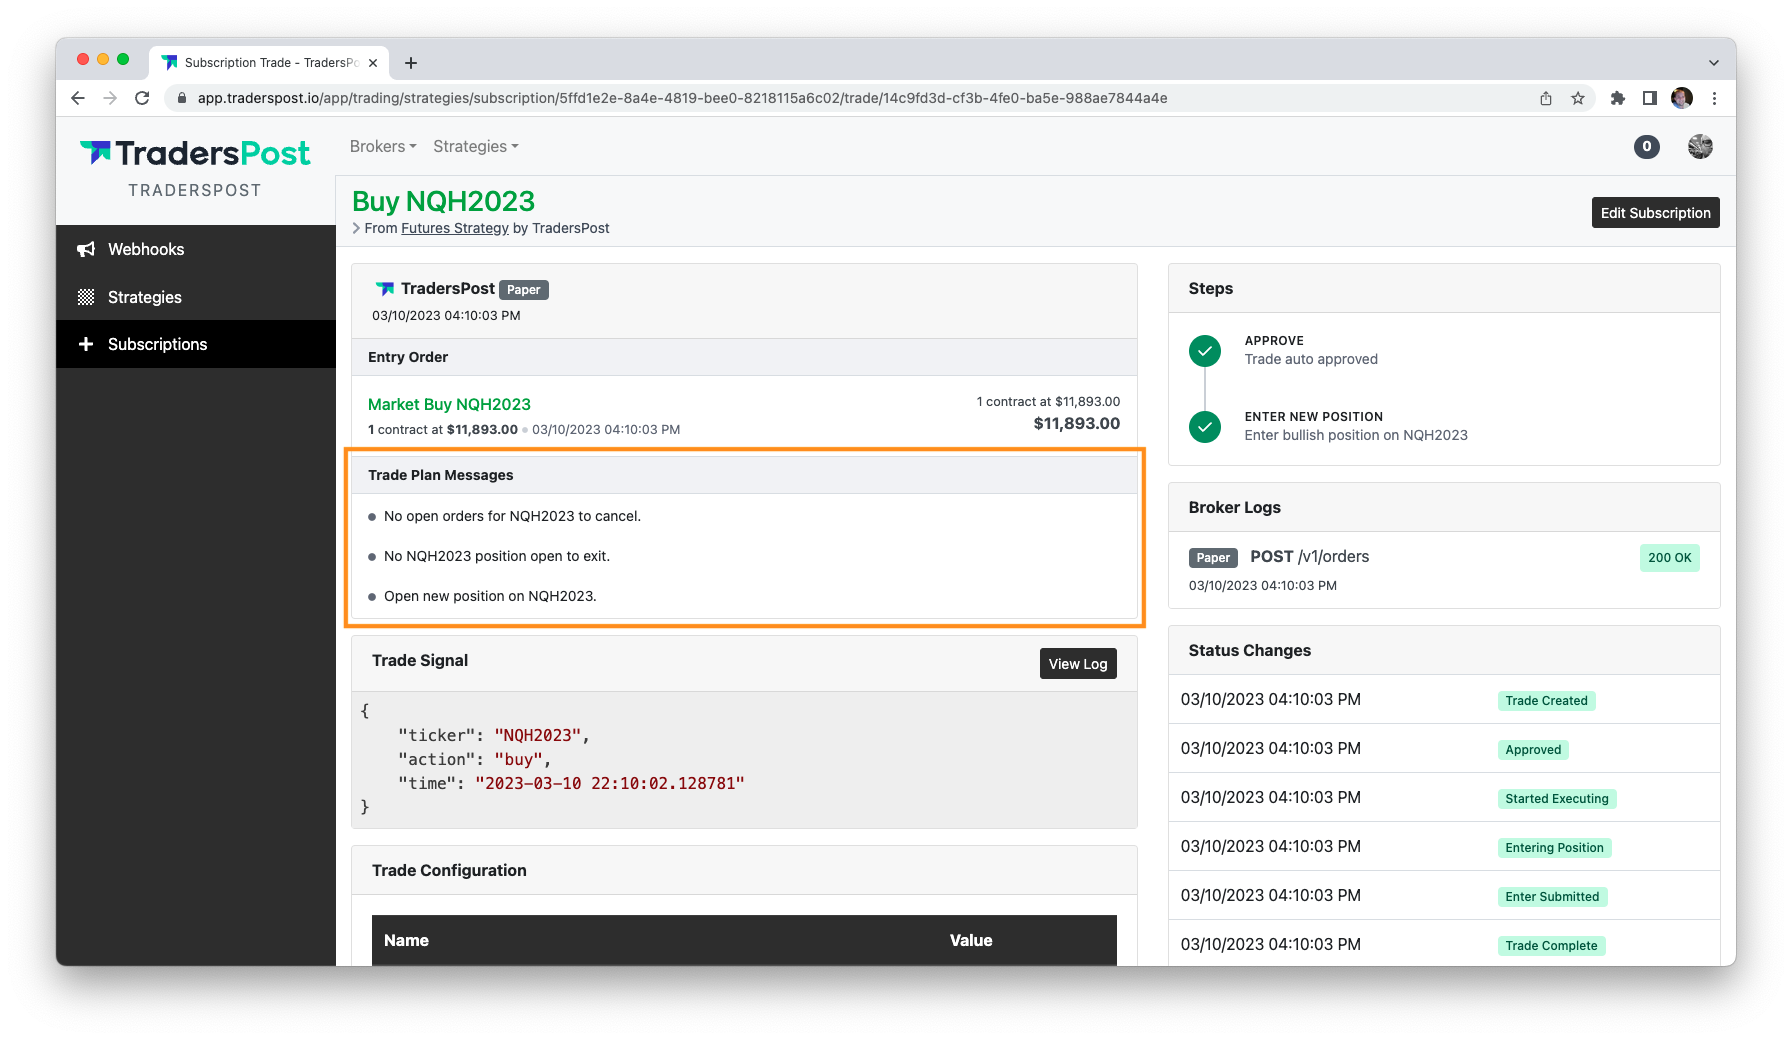 Subscription Trade - TradersPo
app.traderspost.io/app/trading/strategies/subscription/5ffd1e2e-8a4e-4819-bee0-8218115a6c02/trade/14c9fd3d-cf3b-4fe0-ba5e-988ae7844a4e
TradersPost
TRADERSPOST
Brokers Strategies
0
Webhooks
Strategies
Subscriptions
Buy NQH2023
From Futures Strategy by TradersPost
Edit Subscription
TradersPost Paper
03/10/2023 04:10:03 PM
Entry Order
Market Buy NQH2023
1 contract at $11,893.00
1 contract at $11,893.00 03/10/2023 04:10:03 PM
$11,893.00
Trade Plan Messages
No open orders for NQH2023 to cancel.
No NQH2023 position open to exit.
Open new position on NQH2023.
Trade Signal
View Log
{
"ticker": "NQH2023",
"action": "buy",
"time": "2023-03-10 22:10:02.128781"
}
Trade Configuration
Name Value
Steps
APPROVE
Trade auto approved
ENTER NEW POSITION
Enter bullish position on NQH2023
Broker Logs
Paper POST /v1/orders 200 OK
03/10/2023 04:10:03 PM
Status Changes
03/10/2023 04:10:03 PM Trade Created
03/10/2023 04:10:03 PM Approved
03/10/2023 04:10:03 PM Started Executing
03/10/2023 04:10:03 PM Entering Position
03/10/2023 04:10:03 PM Enter Submitted
03/10/2023 04:10:03 PM Trade Complete